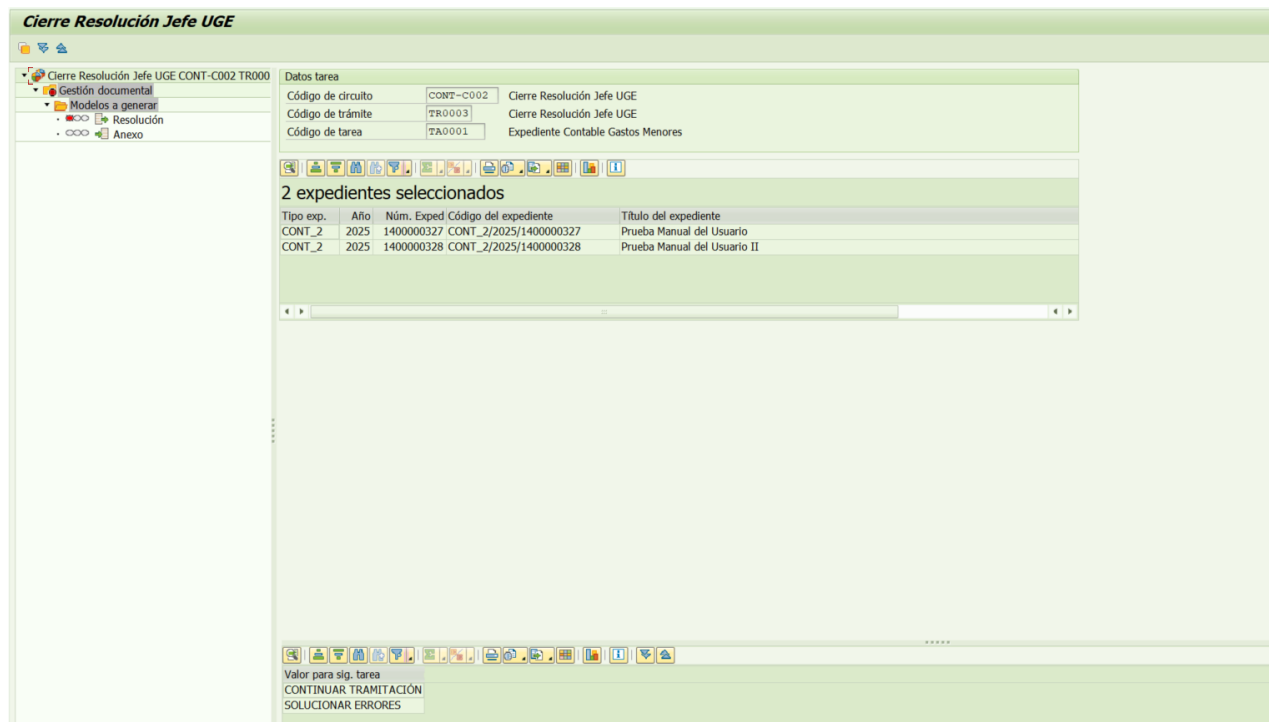 Cierre Resolución Jefe UGE
Cierre Resolución Jefe UGE CONT-C002 TR000
Gestión documental
Modelos a generar
Resolución
Anexo
Datos tarea
Código de circuito CONT-C002 Cierre Resolución Jefe UGE
Código de trámite TR0003 Cierre Resolución Jefe UGE
Código de tarea TA0001 Expediente Contable Gastos Menores
2 expedientes seleccionados
Tipo exp. Año Núm. Exped Código del expediente Título del expediente
CONT_2 2025 1400000327 CONT_2/2025/1400000327 Prueba Manual del Usuario
CONT_2 2025 1400000328 CONT_2/2025/1400000328 Prueba Manual del Usuario II
Valor para sig. tarea
CONTINUAR TRAMITACIÓN
SOLUCIONAR ERRORES